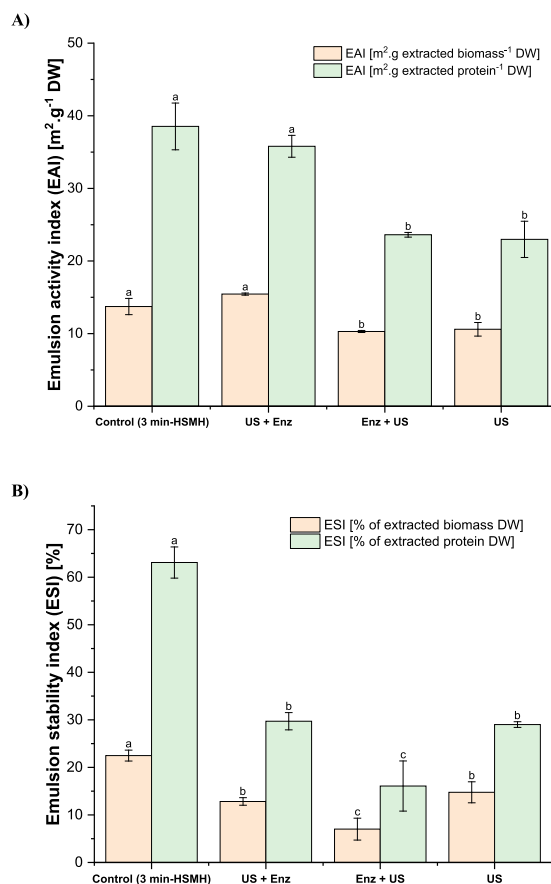 A)
Emulsion activity index (EAI) [m².g⁻¹ DW]
50
40
30
20
10
0
EAI [m².g extracted biomass⁻¹ DW]
EAI [m².g extracted protein⁻¹ DW]
a
a
a
a
b
b
b
b
Control (3 min-HSMH) US + Enz Enz + US US
B)
Emulsion stability index (ESI) [%]
70
60
50
40
30
20
10
0
ESI [% of extracted biomass DW]
ESI [% of extracted protein DW]
a
a
b
b
c
c
b
b
Control (3 min-HSMH) US + Enz Enz + US US